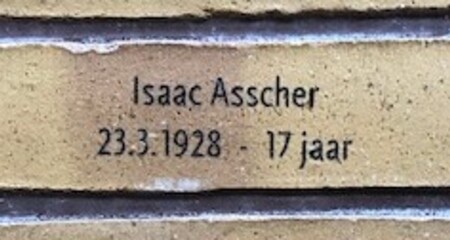 Isaac Asscher
23.3.1928 - 17 jaar